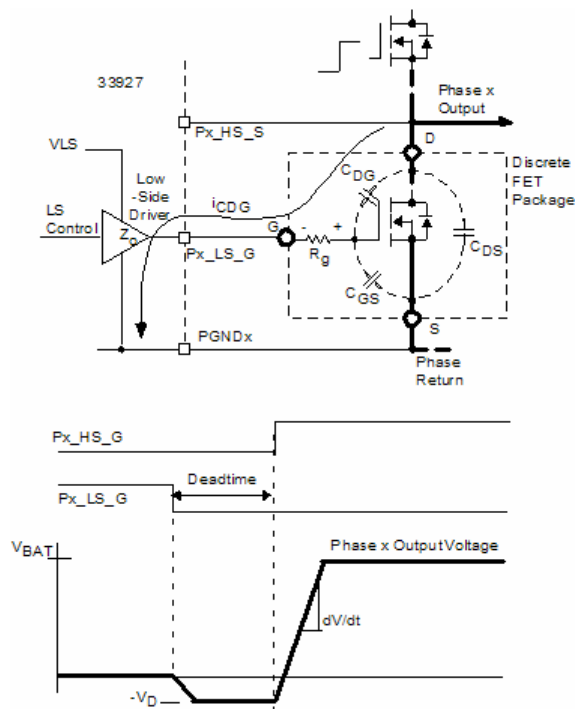 33927
Phase x
Output
Px_HS_S
D
VLS
Low
-Side
Driver
iCDG
CDG
Discrete
FET
Package
LS
Control
Zo
Px_LS_G
G
- +
Rg
CGS
CDS
PGNDx
S
Phase
Return
Px_HS_G
Deadtime
Px_LS_G
VBAT
Phase x Output Voltage
dV/dt
-VD